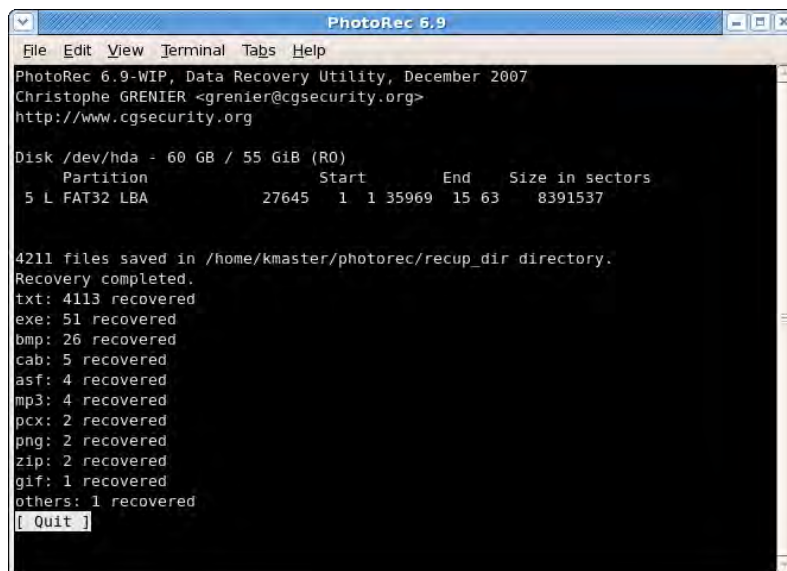 PhotoRec 6.9
File Edit View Terminal Tabs Help
PhotoRec 6.9-WIP, Data Recovery Utility, December 2007
Christophe GRENIER <grenier@cgsecurity.org>
http://www.cgsecurity.org
Disk /dev/hda - 60 GB / 55 GiB (RO)
Partition Start End Size in sectors
5 L FAT32 LBA 27645 1 1 35969 15 63 8391537
4211 files saved in /home/kmaster/photorec/recup_dir directory.
Recovery completed.
txt: 4113 recovered
exe: 51 recovered
bmp: 26 recovered
cab: 5 recovered
asf: 4 recovered
mp3: 4 recovered
pcx: 2 recovered
png: 2 recovered
zip: 2 recovered
gif: 1 recovered
others: 1 recovered
[ Quit ]